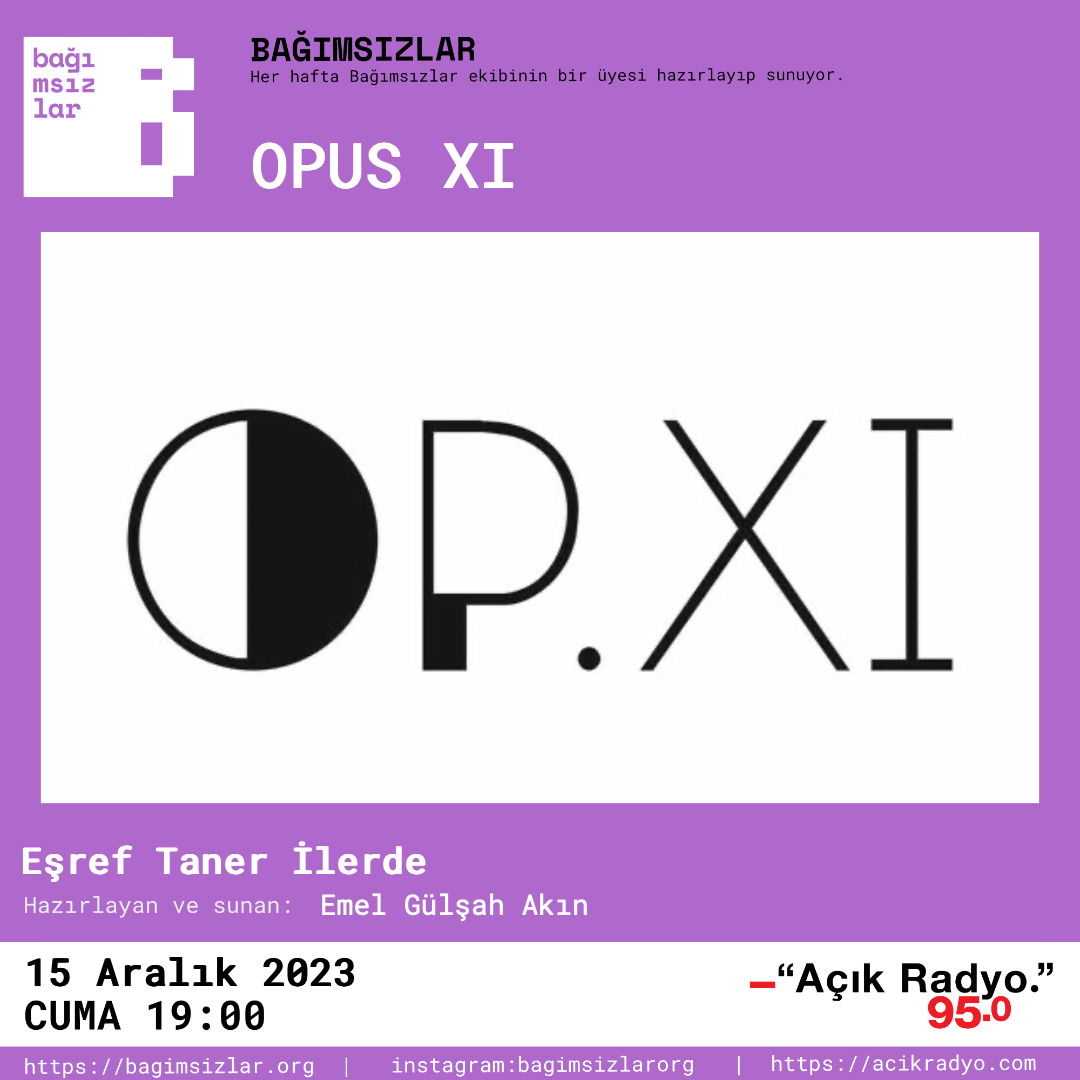 bağı
msız
lar
BAĞIMSIZLAR
Her hafta Bağımsızlar ekibinin bir üyesi hazırlayıp sunuyor.
OPUS XI
OP.XI
Eşref Taner İlerde
Hazırlayan ve sunan: Emel Gülşah Akın
15 Aralık 2023
CUMA 19:00
“Açık Radyo.”
95.0
https://bagimsizlar.org | instagram:bagimsizlarorg | https://acikradyo.com